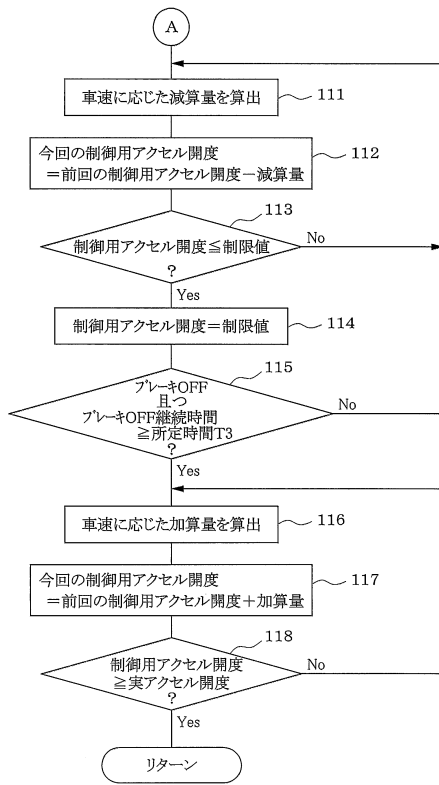 A
車速に応じた減算量を算出
111
今回の制御用アクセル開度
=前回の制御用アクセル開度-減算量
112
113
制御用アクセル開度≦制限値
?
No
Yes
制御用アクセル開度=制限値
114
115
ブレーキOFF
且つ
ブレーキOFF継続時間
≧所定時間T3
?
No
Yes
車速に応じた加算量を算出
116
今回の制御用アクセル開度
=前回の制御用アクセル開度+加算量
117
118
制御用アクセル開度
≧実アクセル開度
?
No
Yes
リターン